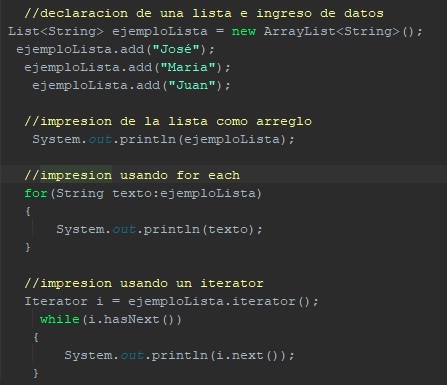 //declaracion de una lista e ingreso de datos
List<String> ejemploLista = new ArrayList<String>();
ejemploLista.add("José");
ejemploLista.add("Maria");
ejemploLista.add("Juan");
//impresion de la lista como arreglo
System.out.println(ejemploLista);
//impresion usando for each
for(String texto:ejemploLista)
{
System.out.println(texto);
}
//impresion usando un iterator
Iterator i = ejemploLista.iterator();
while(i.hasNext())
{
System.out.println(i.next());
}